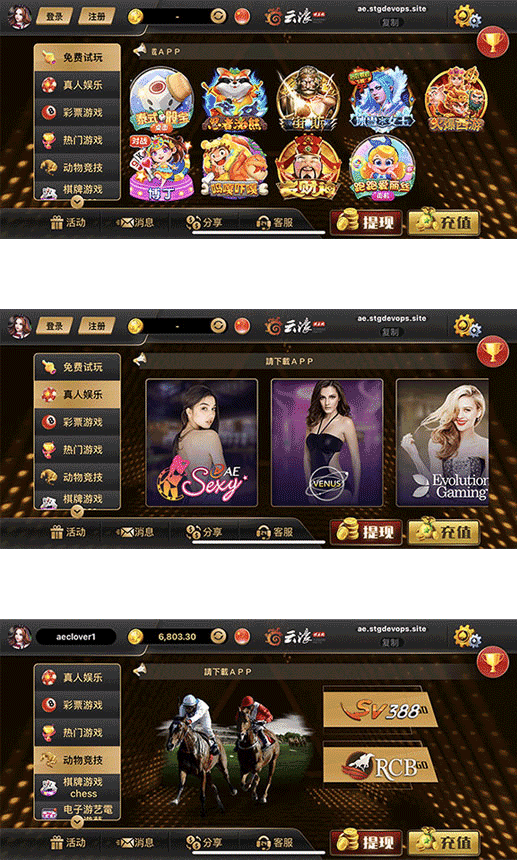 登录
注册
-
云濠
ae.stgdevops.site
复制
载APP
免费试玩
真人娱乐
彩票游戏
热门游戏
动物竞技
棋牌游戏
对战
博丁
活动
消息
分享
客服
提现
充值
登录
注册
-
云濠
ae.stgdevops.site
复制
請下載APP
免费试玩
真人娱乐
彩票游戏
热门游戏
动物竞技
棋牌游戏
AE
Sexy
VENUS
Evolution
Gaming
活动
消息
分享
客服
提现
充值
aeclover1
6,803.30
云濠
ae.stgdevops.site
复制
請下載APP
真人娱乐
彩票游戏
热门游戏
动物竞技
棋牌游戏
chess
电子游艺電
SV388
RCB
活动
消息
分享
客服
提现
充值